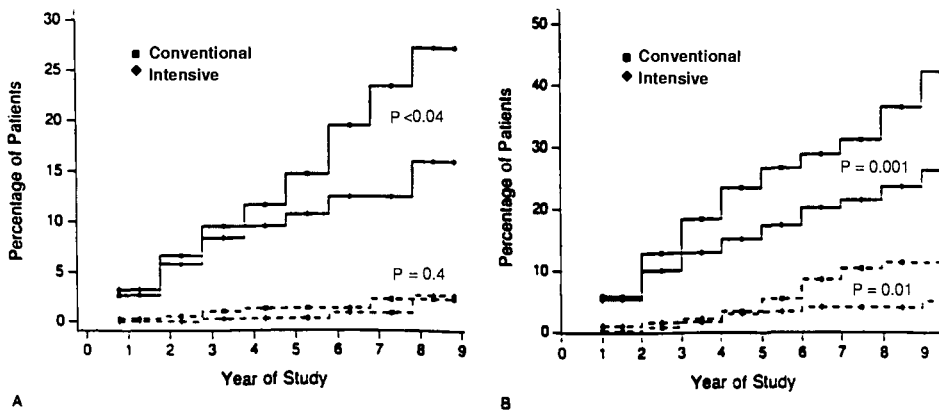 30
25
20
15
10
5
0
Percentage of Patients
Conventional
Intensive
P <0.04
P = 0.4
0 1 2 3 4 5 6 7 8 9
Year of Study
A
50
40
30
20
10
0
Percentage of Patients
Conventional
Intensive
P = 0.001
P = 0.01
0 1 2 3 4 5 6 7 8 9
Year of Study
B